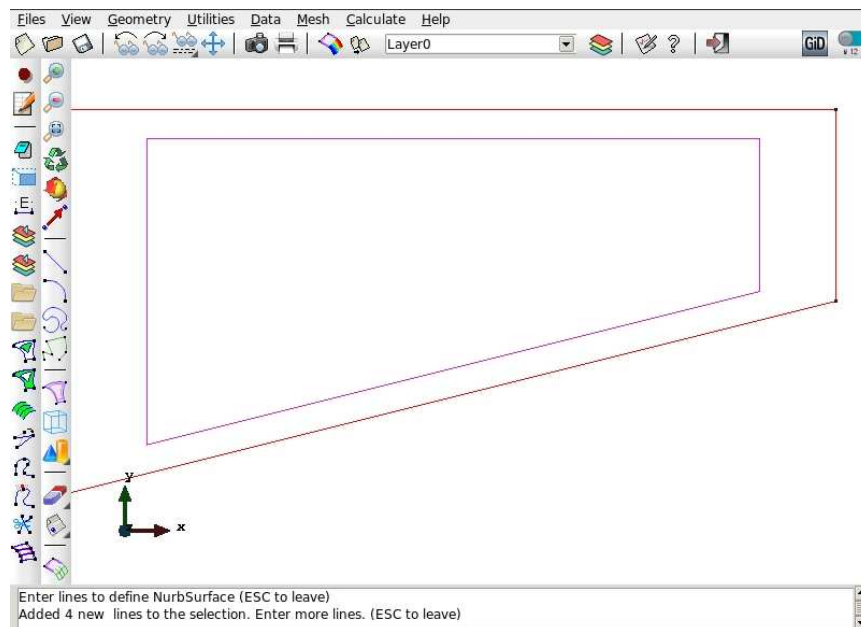 Files View Geometry Utilities Data Mesh Calculate Help
Layer0
GiD
v 12
E
y
x
Enter lines to define NurbSurface (ESC to leave)
Added 4 new lines to the selection. Enter more lines. (ESC to leave)